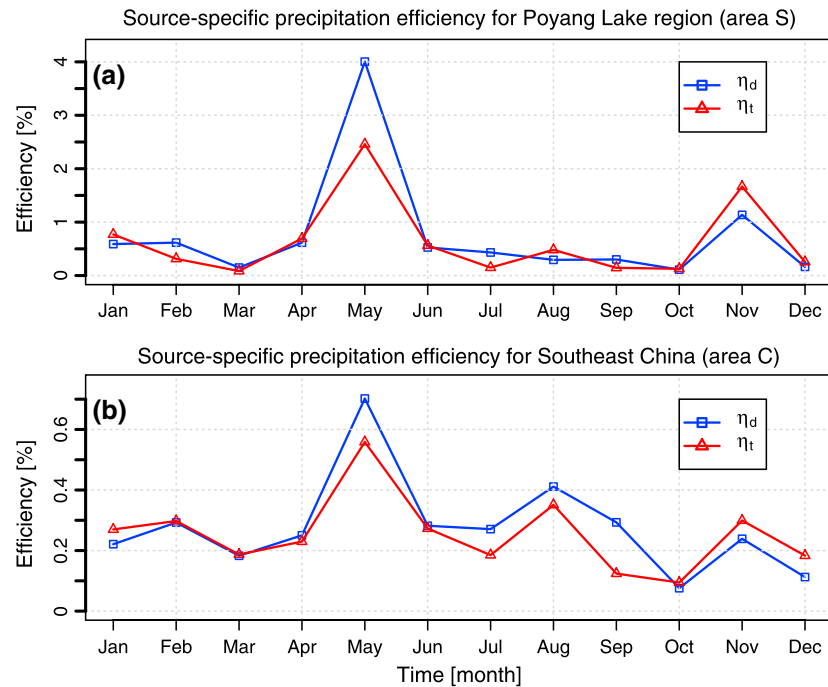 Source-specific precipitation efficiency for Poyang Lake region (area S)
(a)
Efficiency [%]
4
3
2
1
0
ηd
ηt
Jan Feb Mar Apr May Jun Jul Aug Sep Oct Nov Dec
Source-specific precipitation efficiency for Southeast China (area C)
(b)
Efficiency [%]
0.6
0.4
0.2
0
ηd
ηt
Jan Feb Mar Apr May Jun Jul Aug Sep Oct Nov Dec
Time [month]